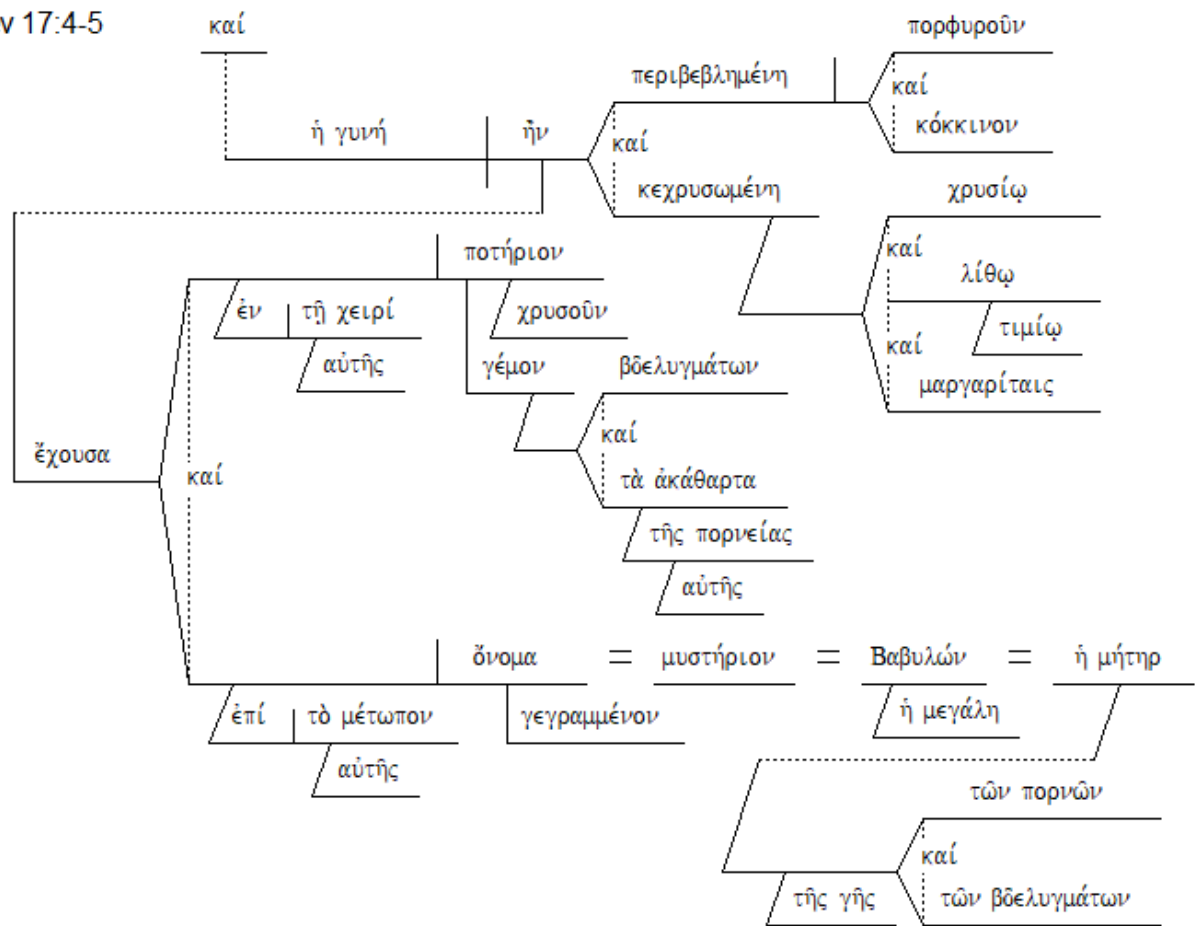 v 17:4-5
καί
πορφυροῦν
περιβεβλημένη
καί
ἡ γυνή ἦν
καί
κόκκινον
κεχρυσωμένη χρυσίῳ
ποτήριον
καί
λίθῳ
ἐν τῇ χειρί
χρυσοῦν
τιμίῳ
αὐτῆς
γέμον βδελυγμάτων
καί
μαργαρίταις
καί
ἔχουσα
καί
τὰ ἀκάθαρτα
τῆς πορνείας
αὐτῆς
ὄνομα = μυστήριον = Βαβυλών = ἡ μήτηρ
ἐπί τὸ μέτωπον
γεγραμμένον
ἡ μεγάλη
αὐτῆς
τῶν πορνῶν
καί
τῆς γῆς
τῶν βδελυγμάτων